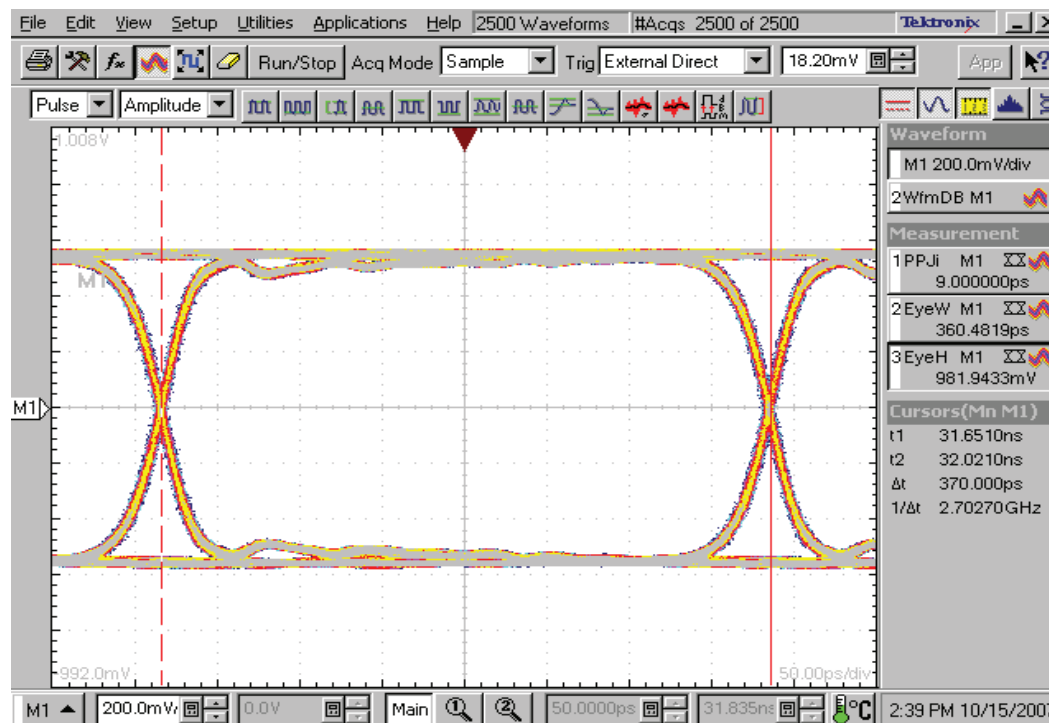 File Edit View Setup Utilities Applications Help 2500 Waveforms #Acqs 2500 of 2500 Tektronix
Run/Stop Acq Mode Sample Trig External Direct 18.20mV App
Pulse Amplitude
1.008V
M1
M1
992.0mV
50.00ps/div
Waveform
M1 200.0mV/div
2WfmDB M1
Measurement
1PPJi M1
9.000000ps
2EyeW M1
360.4819ps
3EyeH M1
981.9433mV
Cursors(Mn M1)
t1 31.6510ns
t2 32.0210ns
Δt 370.000ps
1/Δt 2.70270GHz
M1 200.0mV/ 0.0V Main 1 2 50.0000ps 31.835ns °C 2:39 PM 10/15/2007